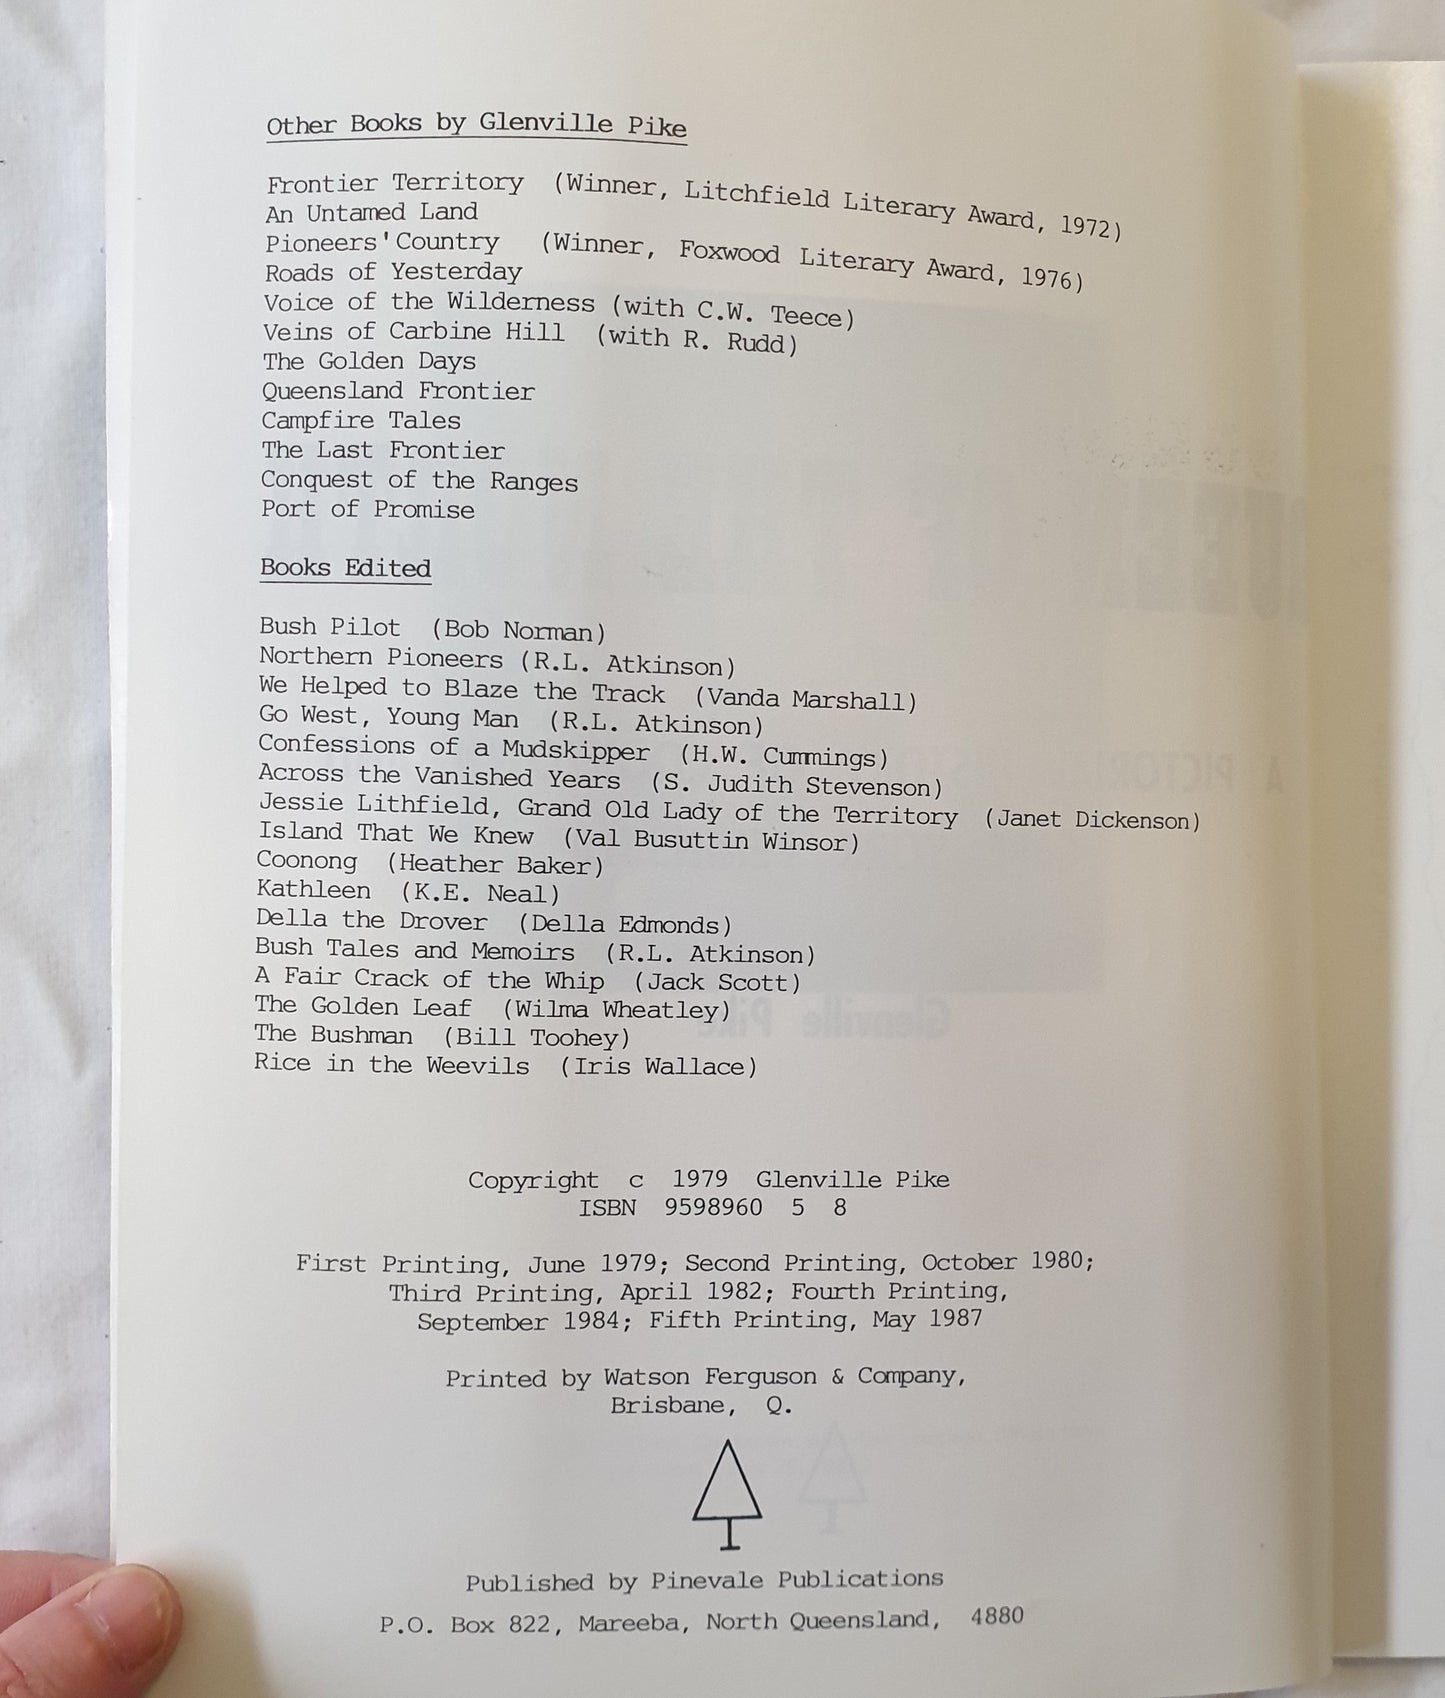 Other Books by Glenville Pike
Frontier Territory (Winner, Litchfield Literary Award, 1972)
An Untamed Land
Pioneers' Country (Winner, Foxwood Literary Award, 1976)
Roads of Yesterday
Voice of the Wilderness (with C.W. Teece)
Veins of Carbine Hill (with R. Rudd)
The Golden Days
Queensland Frontier
Campfire Tales
The Last Frontier
Conquest of the Ranges
Port of Promise
Books Edited
Bush Pilot (Bob Norman)
Northern Pioneers (R.L. Atkinson)
We Helped to Blaze the Track (Vanda Marshall)
Go West, Young Man (R.L. Atkinson)
Confessions of a Mudskipper (H.W. Cummings)
Across the Vanished Years (S. Judith Stevenson)
Jessie Lithfield, Grand Old Lady of the Territory (Janet Dickenson)
Island That We Knew (Val Busuttin Winsor)
Coonong (Heather Baker)
Kathleen (K.E. Neal)
Della the Drover (Della Edmonds)
Bush Tales and Memoirs (R.L. Atkinson)
A Fair Crack of the Whip (Jack Scott)
The Golden Leaf (Wilma Wheatley)
The Bushman (Bill Toohey)
Rice in the Weevils (Iris Wallace)
Copyright c 1979 Glenville Pike
ISBN 9598960 5 8
First Printing, June 1979; Second Printing, October 1980;
Third Printing, April 1982; Fourth Printing,
September 1984; Fifth Printing, May 1987
Printed by Watson Ferguson & Company,
Brisbane, Q.
Published by Pinevale Publications
P.O. Box 822, Mareeba, North Queensland, 4880